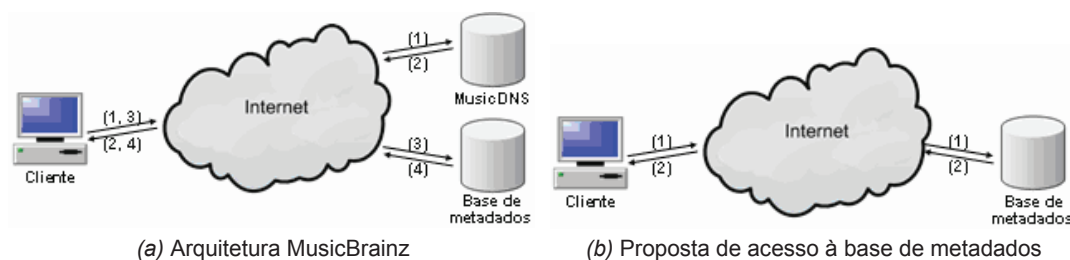 (1)
(2)
MusicDNS
Internet
(1, 3)
(2, 4)
Cliente
(3)
(4)
Base de
metadados
(a) Arquitetura MusicBrainz
Internet
(1)
(2)
Cliente
(1)
(2)
Base de
metadados
(b) Proposta de acesso à base de metadados